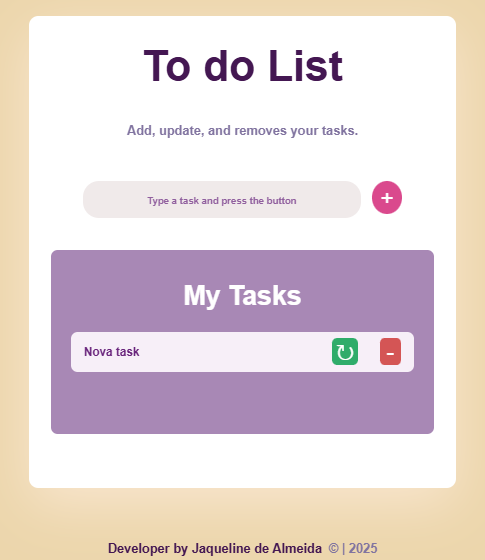 To do List
Add, update, and removes your tasks.
Type a task and press the button
+
My Tasks
Nova task ↻ -
Developer by Jaqueline de Almeida © | 2025